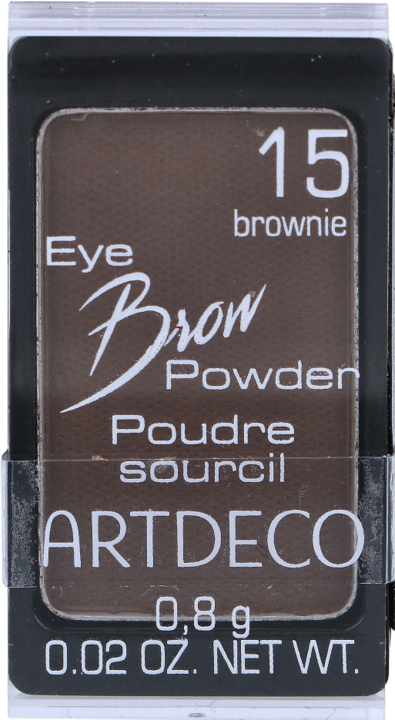 15
brownie
Eye
Brow
Powder
Poudre
sourcil
ARTDECO
0,8 g
0.02 OZ. NET WT.